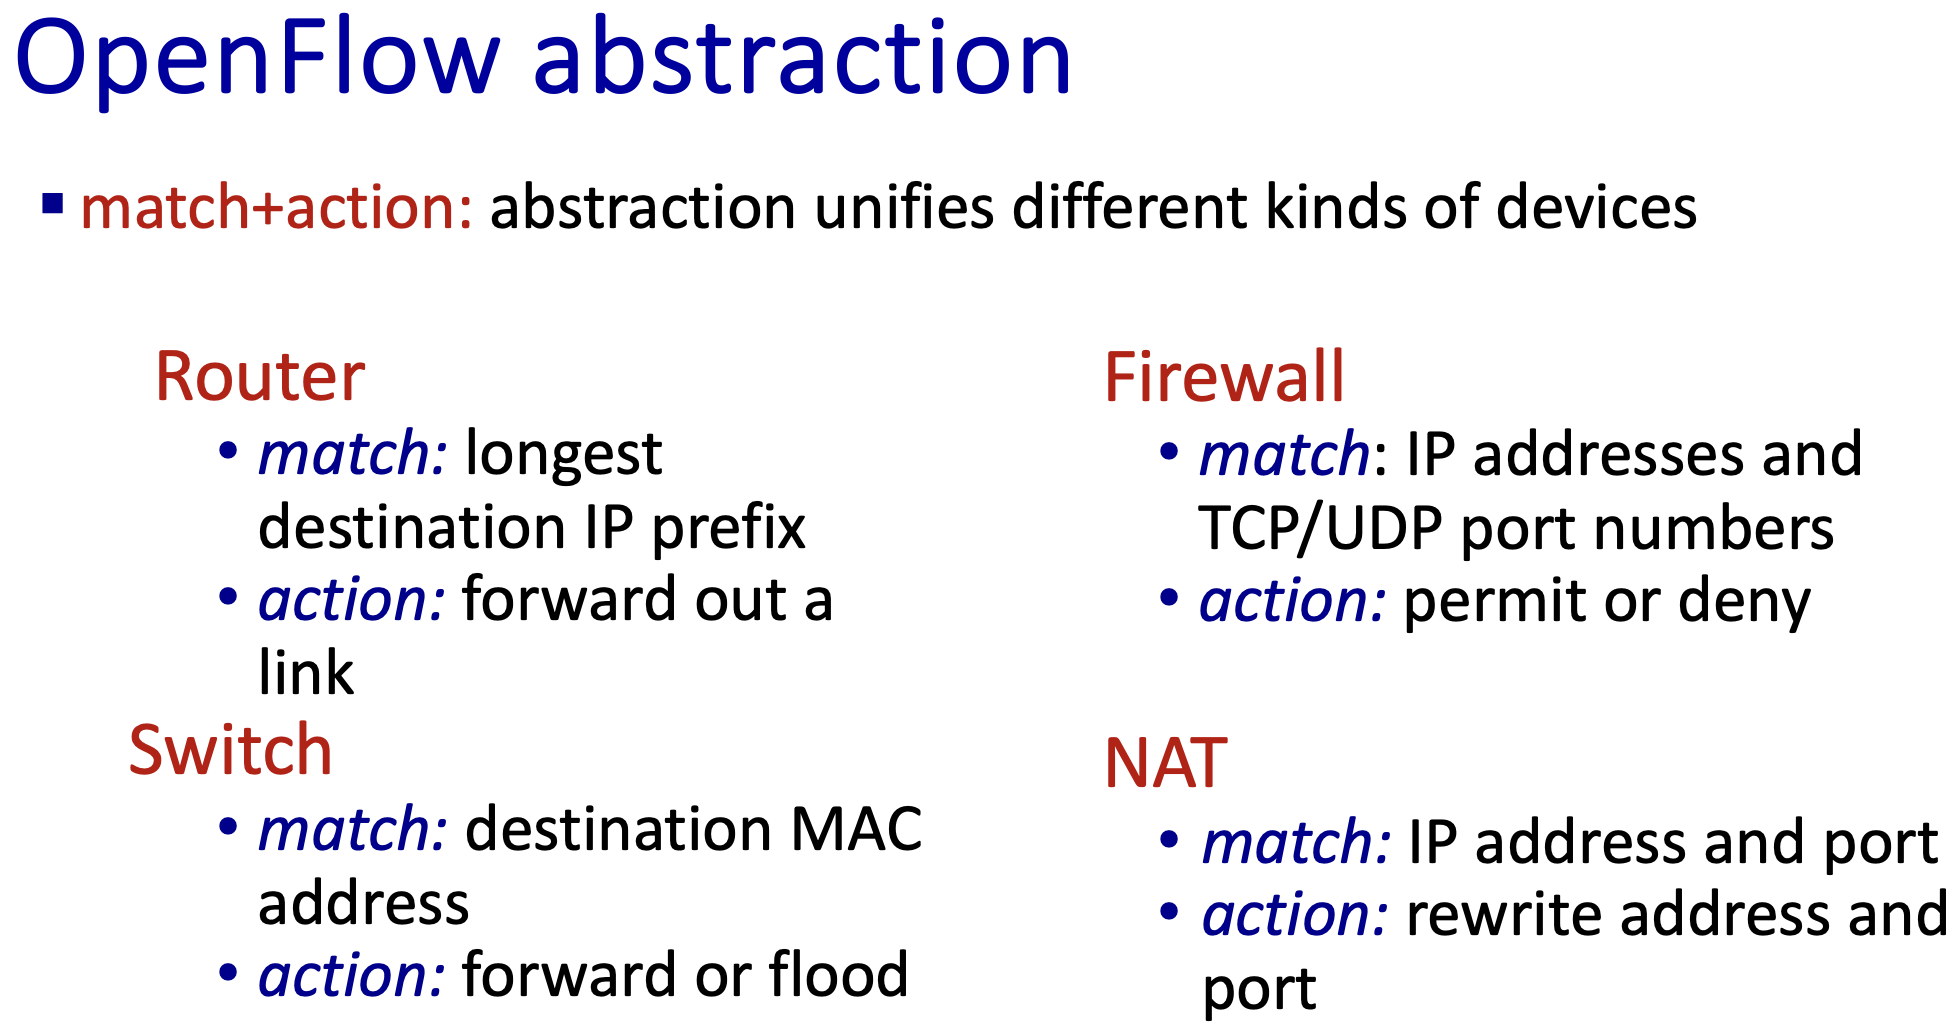 OpenFlow abstraction
▪ match+action: abstraction unifies different kinds of devices
Router
• match: longest
destination IP prefix
• action: forward out a
link
Switch
• match: destination MAC
address
• action: forward or flood
Firewall
• match: IP addresses and
TCP/UDP port numbers
• action: permit or deny
NAT
• match: IP address and port
• action: rewrite address and
port